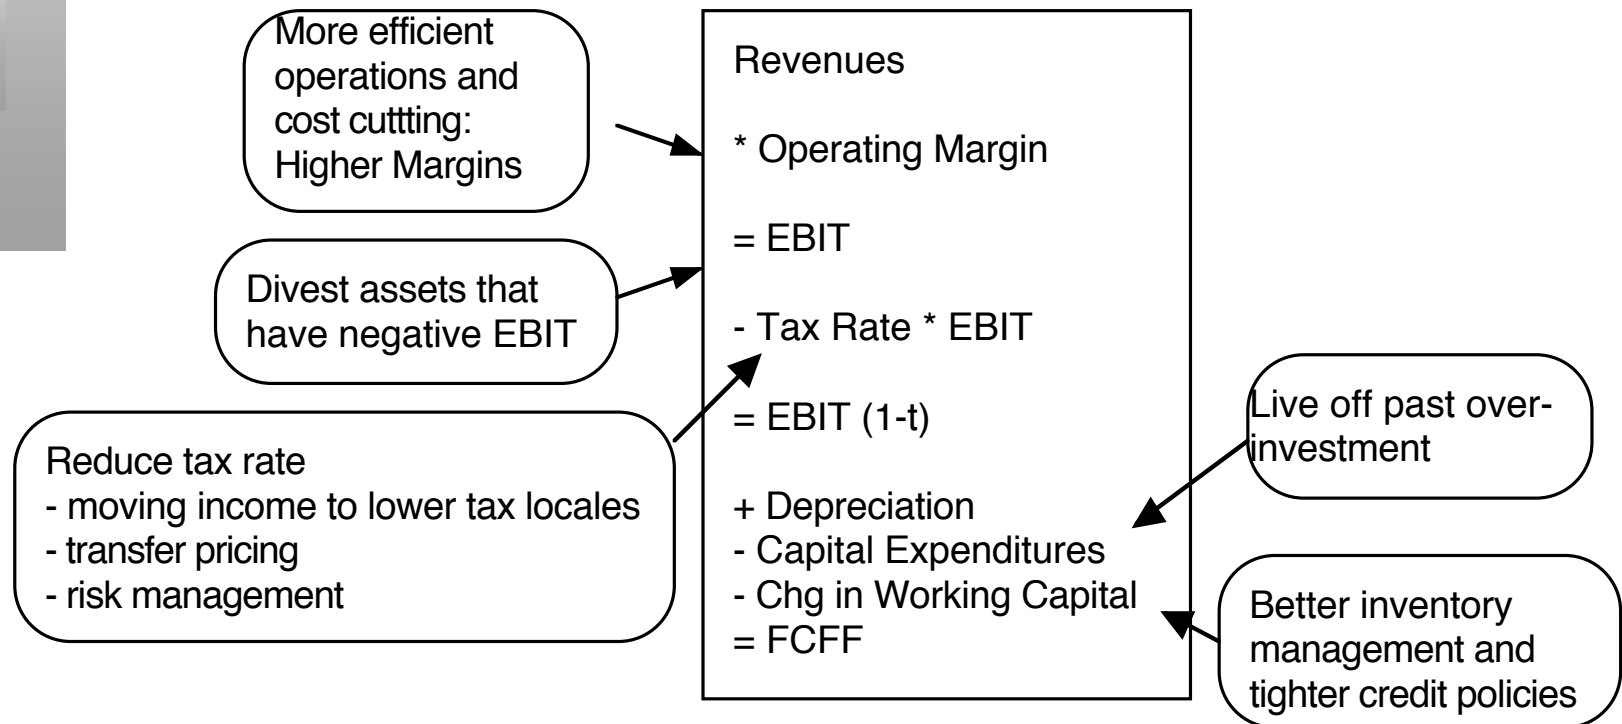 More efficient
operations and
cost cuttting:
Higher Margins
Divest assets that
have negative EBIT
Reduce tax rate
- moving income to lower tax locales
- transfer pricing
- risk management
Revenues
* Operating Margin
= EBIT
- Tax Rate * EBIT
= EBIT (1-t)
+ Depreciation
- Capital Expenditures
- Chg in Working Capital
= FCFF
Live off past over-
investment
Better inventory
management and
tighter credit policies